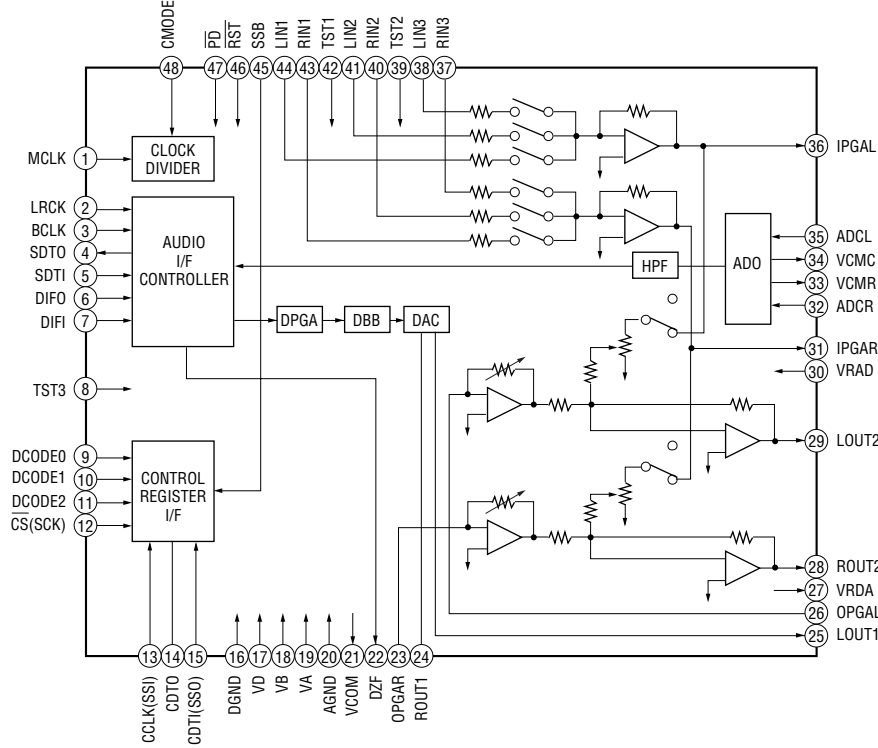 CMODE
PD
RST
SSB
LIN1
RIN1
TST1
LIN2
RIN2
TST2
LIN3
RIN3
48
47
46
45
44
43
42
41
40
39
38
37
MCLK
1
CLOCK
DIVIDER
36
IPGAL
LRCK
2
BCLK
3
SDTO
4
SDTI
5
DIFO
6
DIFI
7
AUDIO
I/F
CONTROLLER
HPF
ADO
35
ADCL
34
VCMC
33
VCMR
32
ADCR
DPGA
DBB
DAC
31
IPGAR
30
VRAD
TST3
8
29
LOUT2
DCODE0
9
DCODE1
10
DCODE2
11
CS(SCK)
12
CONTROL
REGISTER
I/F
28
ROUT2
27
VRDA
26
OPGAL
25
LOUT1
13
14
15
16
17
18
19
20
21
22
23
24
CCLK(SSI)
CDTO
CDTI(SSO)
DGND
VD
VB
VA
AGND
VCOM
DZF
OPGAR
ROUT1